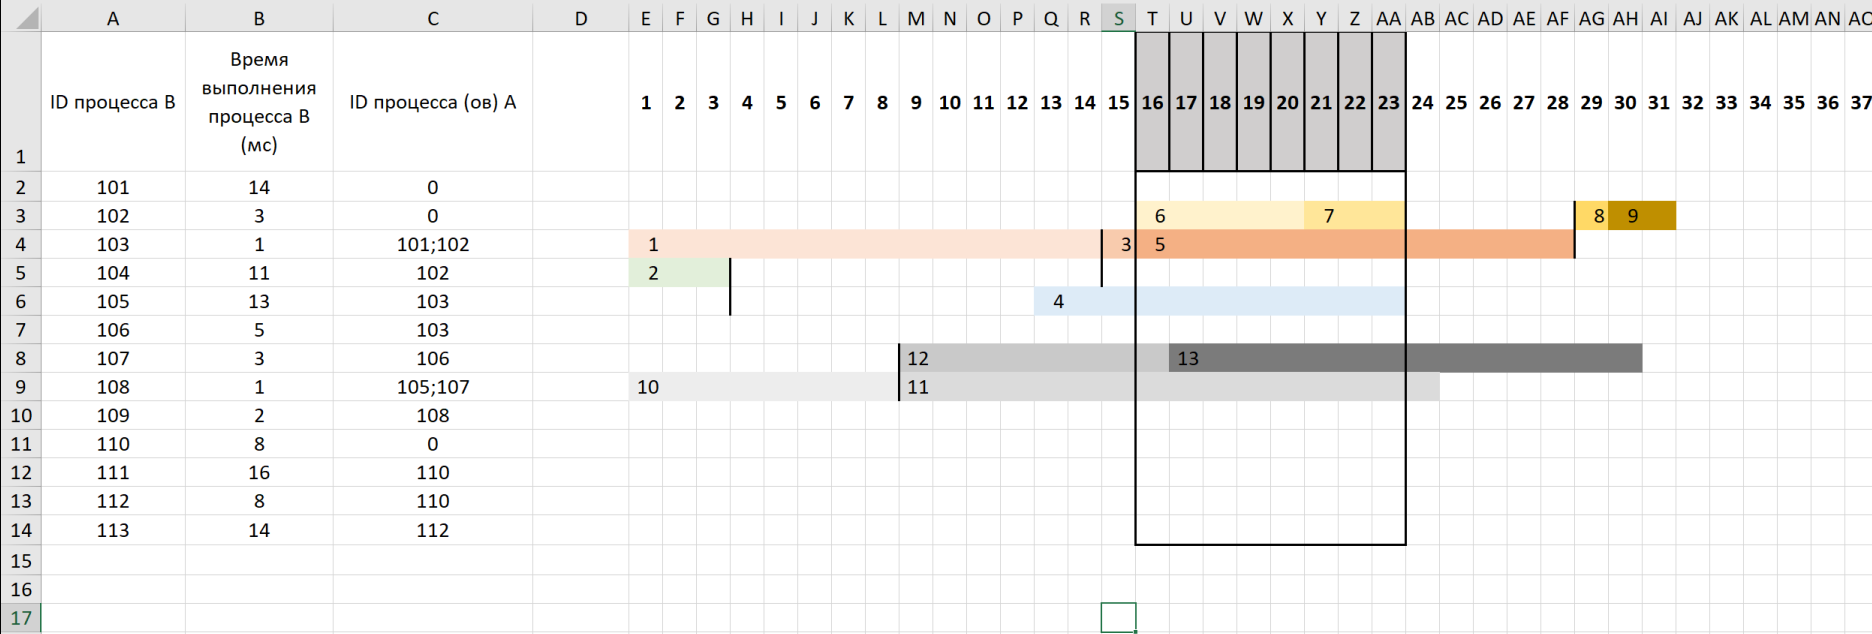 A B C D E F G H I J K L M N O P Q R S T U V W X Y Z AA AB AC AD AE AF AG AH AI AJ AK AL AM AN AO
Время
выполнения
ID процесса B процесса B ID процесса (ов) A 1 2 3 4 5 6 7 8 9 10 11 12 13 14 15 16 17 18 19 20 21 22 23 24 25 26 27 28 29 30 31 32 33 34 35 36 37
(мс)
1
2 101 14 0
3 102 3 0 6 7 8 9
4 103 1 101;102 1 3 5
5 104 11 102 2
6 105 13 103 4
7 106 5 103
8 107 3 106 12 13
9 108 1 105;107 10 11
10 109 2 108
11 110 8 0
12 111 16 110
13 112 8 110
14 113 14 112
15
16
17